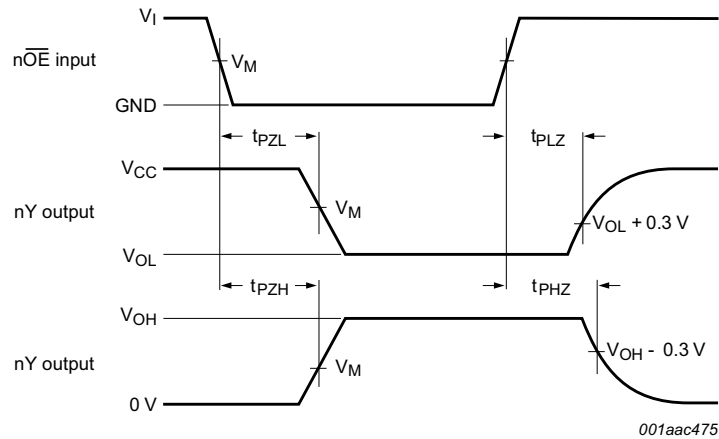 V_I
nO̅E̅ input
V_M
GND
t_PZL
t_PLZ
V_CC
nY output
V_M
V_OL + 0.3 V
V_OL
t_PZH
t_PHZ
V_OH
nY output
V_M
V_OH - 0.3 V
0 V
001aac475